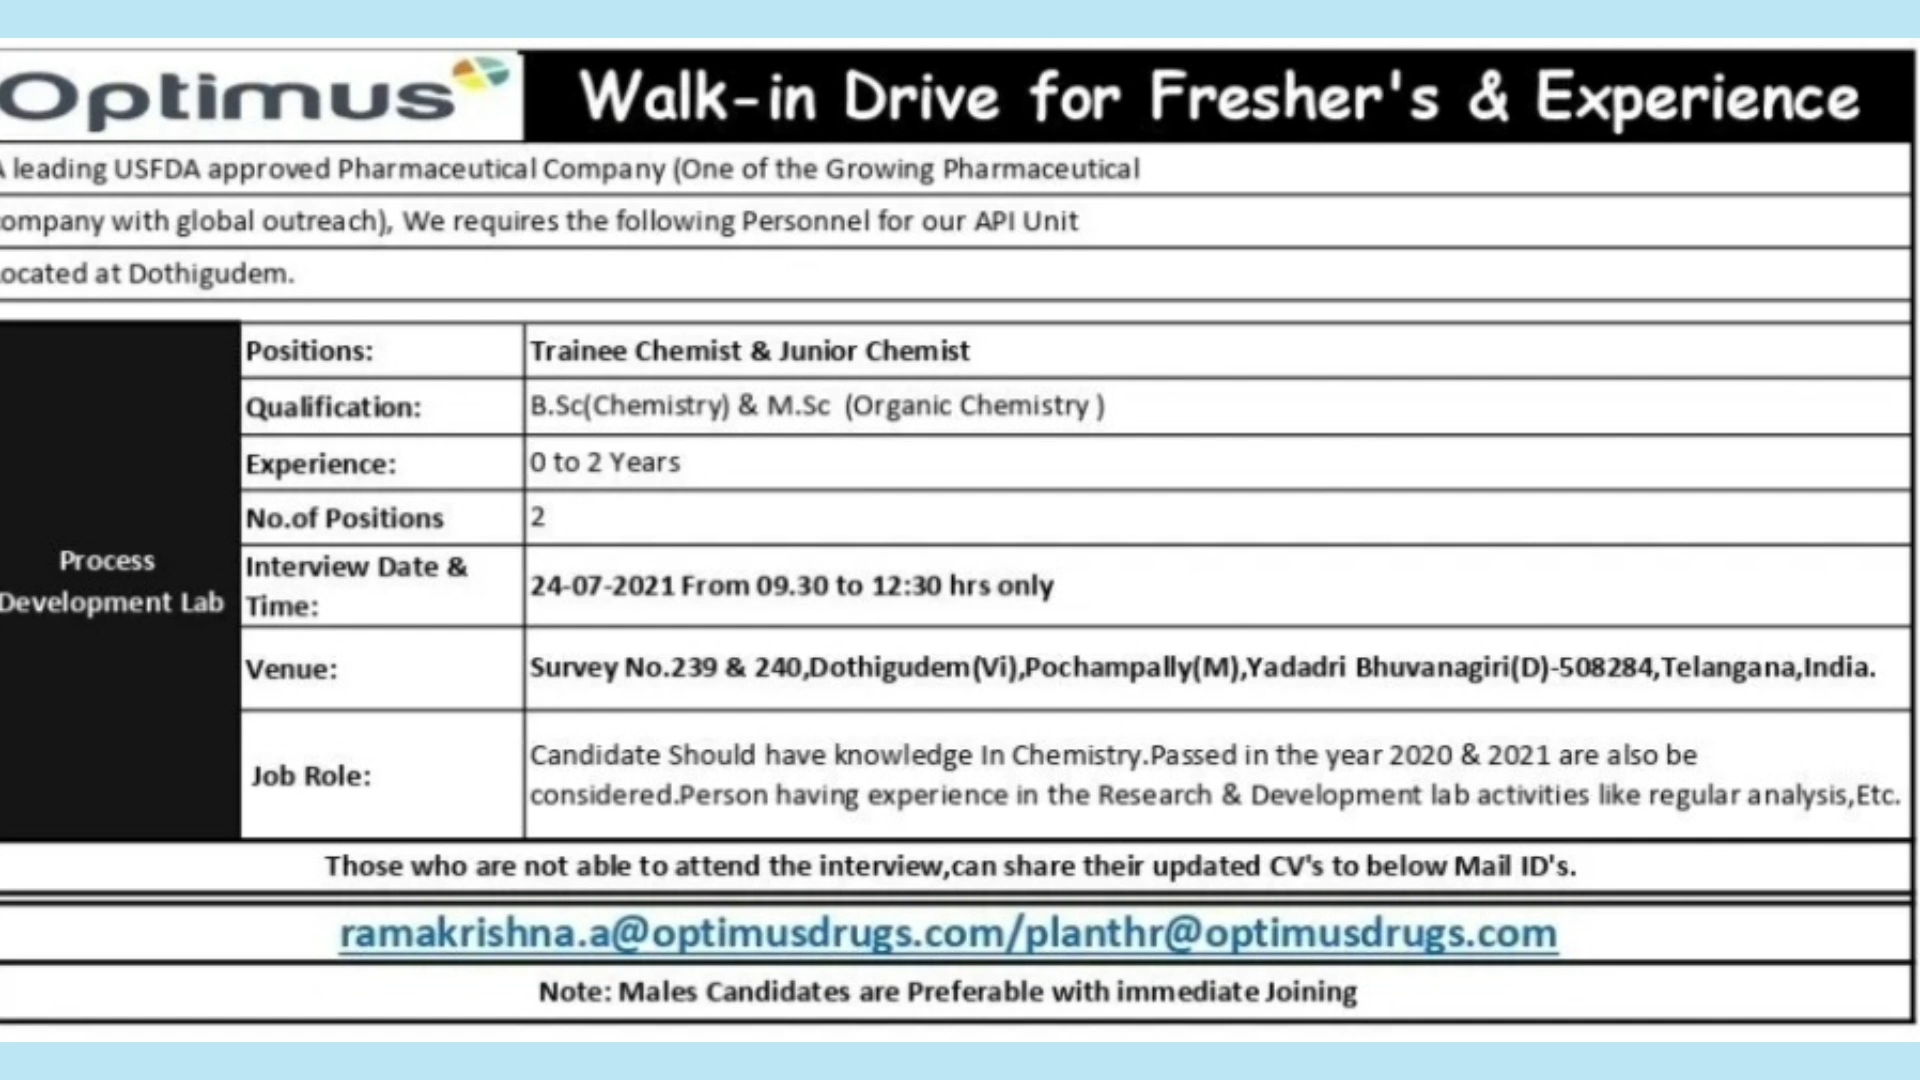 Optimus
Walk-in Drive for Fresher's & Experience
A leading USFDA approved Pharmaceutical Company (One of the Growing Pharmaceutical
ompany with global outreach), We requires the following Personnel for our API Unit
ocated at Dothigudem.
Process
Development Lab
Positions: Trainee Chemist & Junior Chemist
Qualification: B.Sc(Chemistry) & M.Sc (Organic Chemistry )
Experience: 0 to 2 Years
No.of Positions 2
Interview Date &
Time:
24-07-2021 From 09.30 to 12:30 hrs only
Venue: Survey No.239 & 240,Dothigudem(Vi),Pochampally(M),Yadadri Bhuvanagiri(D)-508284,Telangana,India.
Job Role:
Candidate Should have knowledge In Chemistry.Passed in the year 2020 & 2021 are also be
considered.Person having experience in the Research & Development lab activities like regular analysis,Etc.
Those who are not able to attend the interview,can share their updated CV's to below Mail ID's.
ramakrishna.a@optimusdrugs.com/planthr@optimusdrugs.com
Note: Males Candidates are Preferable with immediate Joining